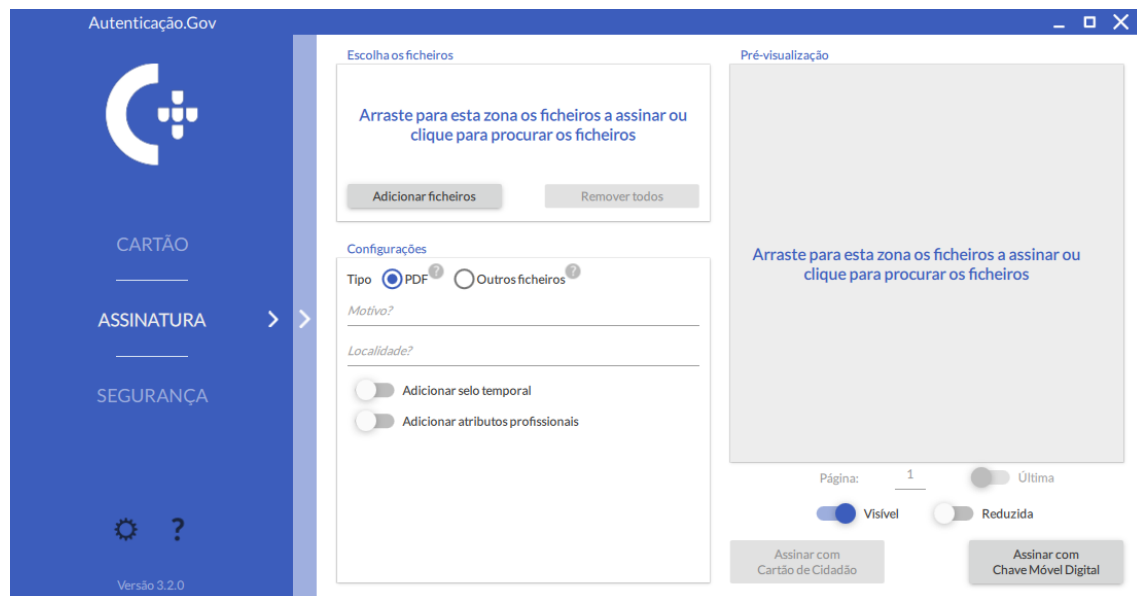 Autenticação.Gov
CARTÃO
ASSINATURA
SEGURANÇA
?
Versão 3.2.0
Escolha os ficheiros
Arraste para esta zona os ficheiros a assinar ou
clique para procurar os ficheiros
Adicionar ficheiros
Remover todos
Configurações
Tipo PDF ? Outros ficheiros ?
Motivo?
Localidade?
Adicionar selo temporal
Adicionar atributos profissionais
Pré-visualização
Arraste para esta zona os ficheiros a assinar ou
clique para procurar os ficheiros
Página: 1 Última
Visível Reduzida
Assinar com
Cartão de Cidadão
Assinar com
Chave Móvel Digital